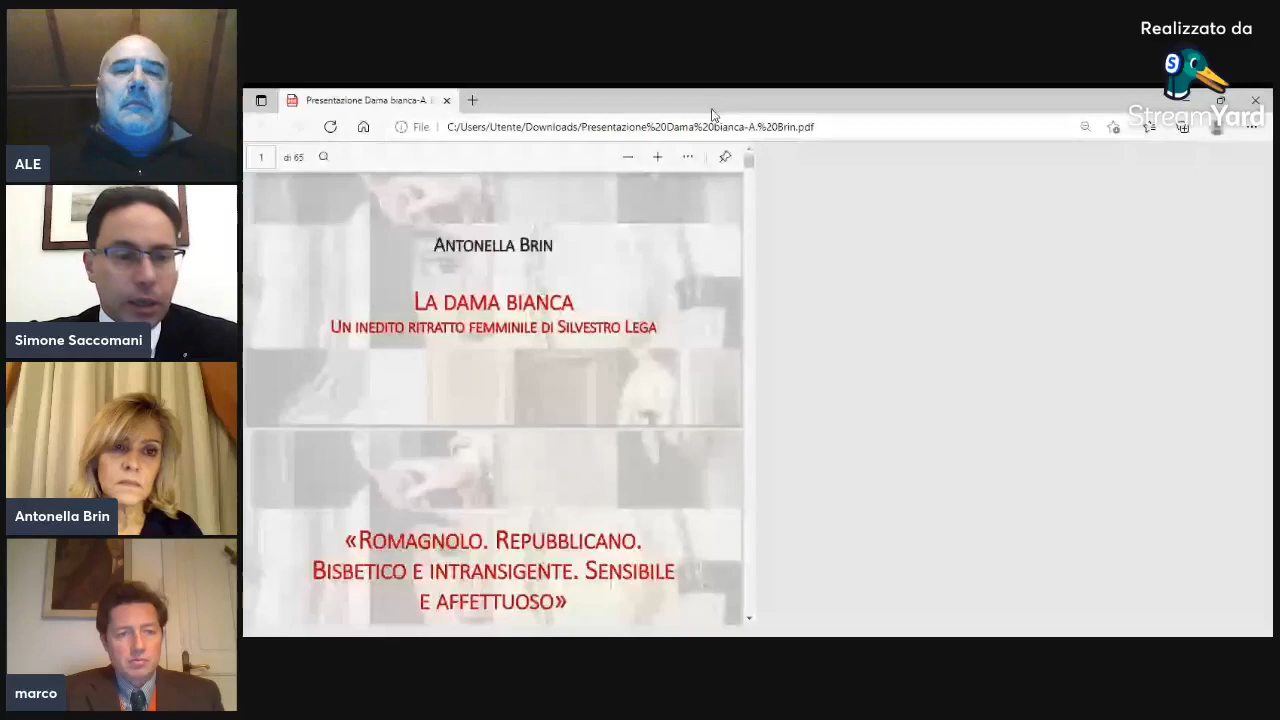 Realizzato da
StreamYard
ALE
Simone Saccomani
Antonella Brin
marco
Presentazione Dama bianca-A.
File
C:/Users/Utente/Downloads/Presentazione%20Dama%20bianca-A.%20Brin.pdf
1 di 65
ANTONELLA BRIN
LA DAMA BIANCA
UN INEDITO RITRATTO FEMMINILE DI SILVESTRO LEGA
«ROMAGNOLO. REPUBBLICANO.
BISBETICO E INTRANSIGENTE. SENSIBILE
E AFFETTUOSO»